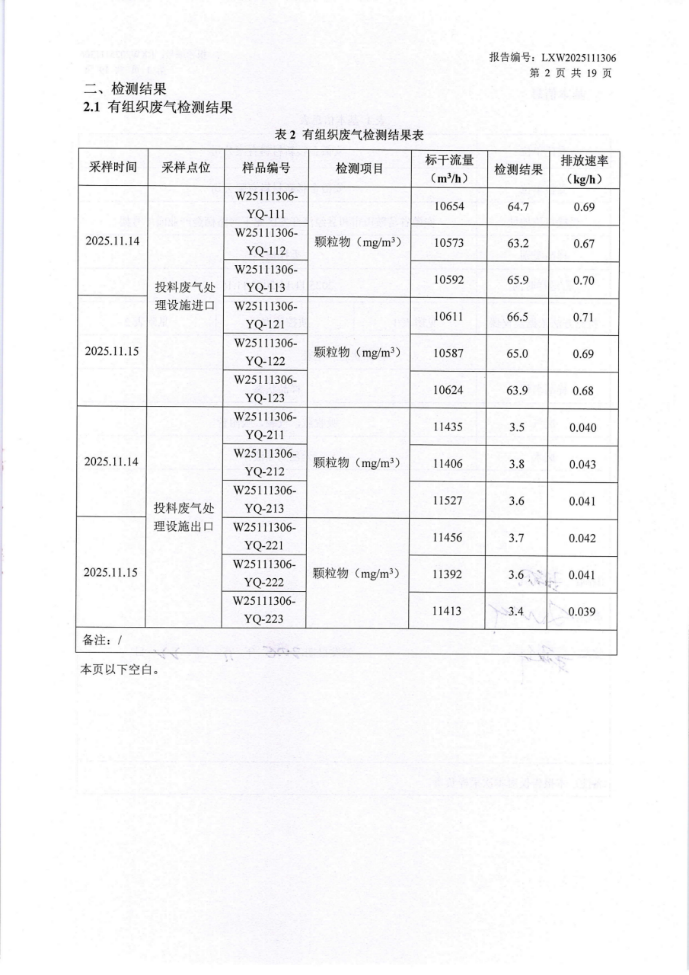 报告编号：LXW2025111306
第 2 页 共 19 页
二、检测结果
2.1 有组织废气检测结果
表 2 有组织废气检测结果表
采样时间 采样点位 样品编号 检测项目 标干流量（m³/h） 检测结果 排放速率（kg/h）
2025.11.14 投料废气处理设施进口 W25111306-YQ-111 颗粒物（mg/m³） 10654 64.7 0.69
W25111306-YQ-112 10573 63.2 0.67
W25111306-YQ-113 10592 65.9 0.70
2025.11.15 W25111306-YQ-121 颗粒物（mg/m³） 10611 66.5 0.71
W25111306-YQ-122 10587 65.0 0.69
W25111306-YQ-123 10624 63.9 0.68
2025.11.14 投料废气处理设施出口 W25111306-YQ-211 颗粒物（mg/m³） 11435 3.5 0.040
W25111306-YQ-212 11406 3.8 0.043
W25111306-YQ-213 11527 3.6 0.041
2025.11.15 W25111306-YQ-221 颗粒物（mg/m³） 11456 3.7 0.042
W25111306-YQ-222 11392 3.6 0.041
W25111306-YQ-223 11413 3.4 0.039
备注：/
本页以下空白。